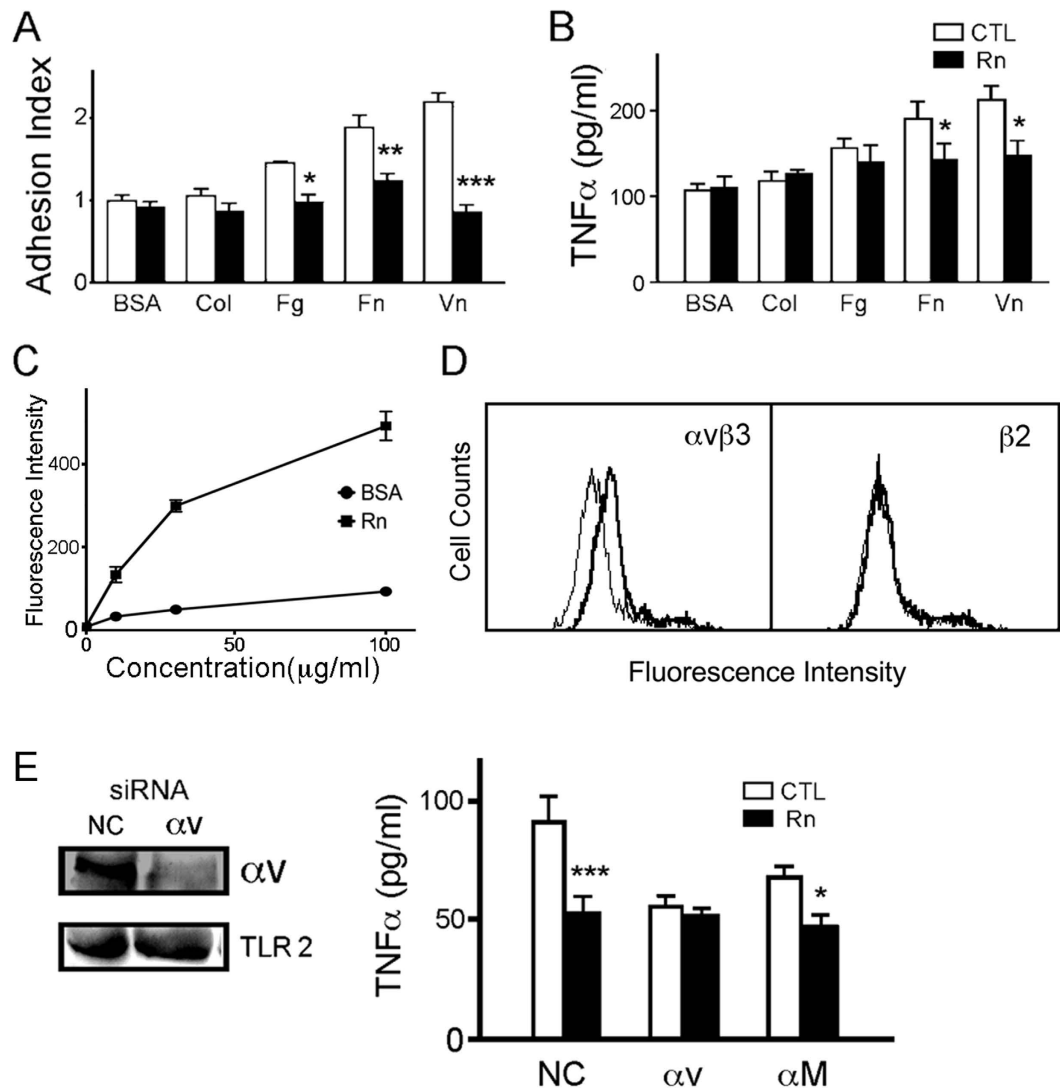 A
Adhesion Index
2
1
0
*
**
***
BSA Col Fg Fn Vn
B
CTL
Rn
TNFα (pg/ml)
200
100
0
*
*
BSA Col Fg Fn Vn
C
Fluorescence Intensity
400
200
0
BSA
Rn
0 50 100
Concentration(μg/ml)
D
Cell Counts
αvβ3
β2
Fluorescence Intensity
E
siRNA
NC αv
αv
TLR 2
TNFα (pg/ml)
100
50
0
CTL
Rn
***
*
NC αv αM